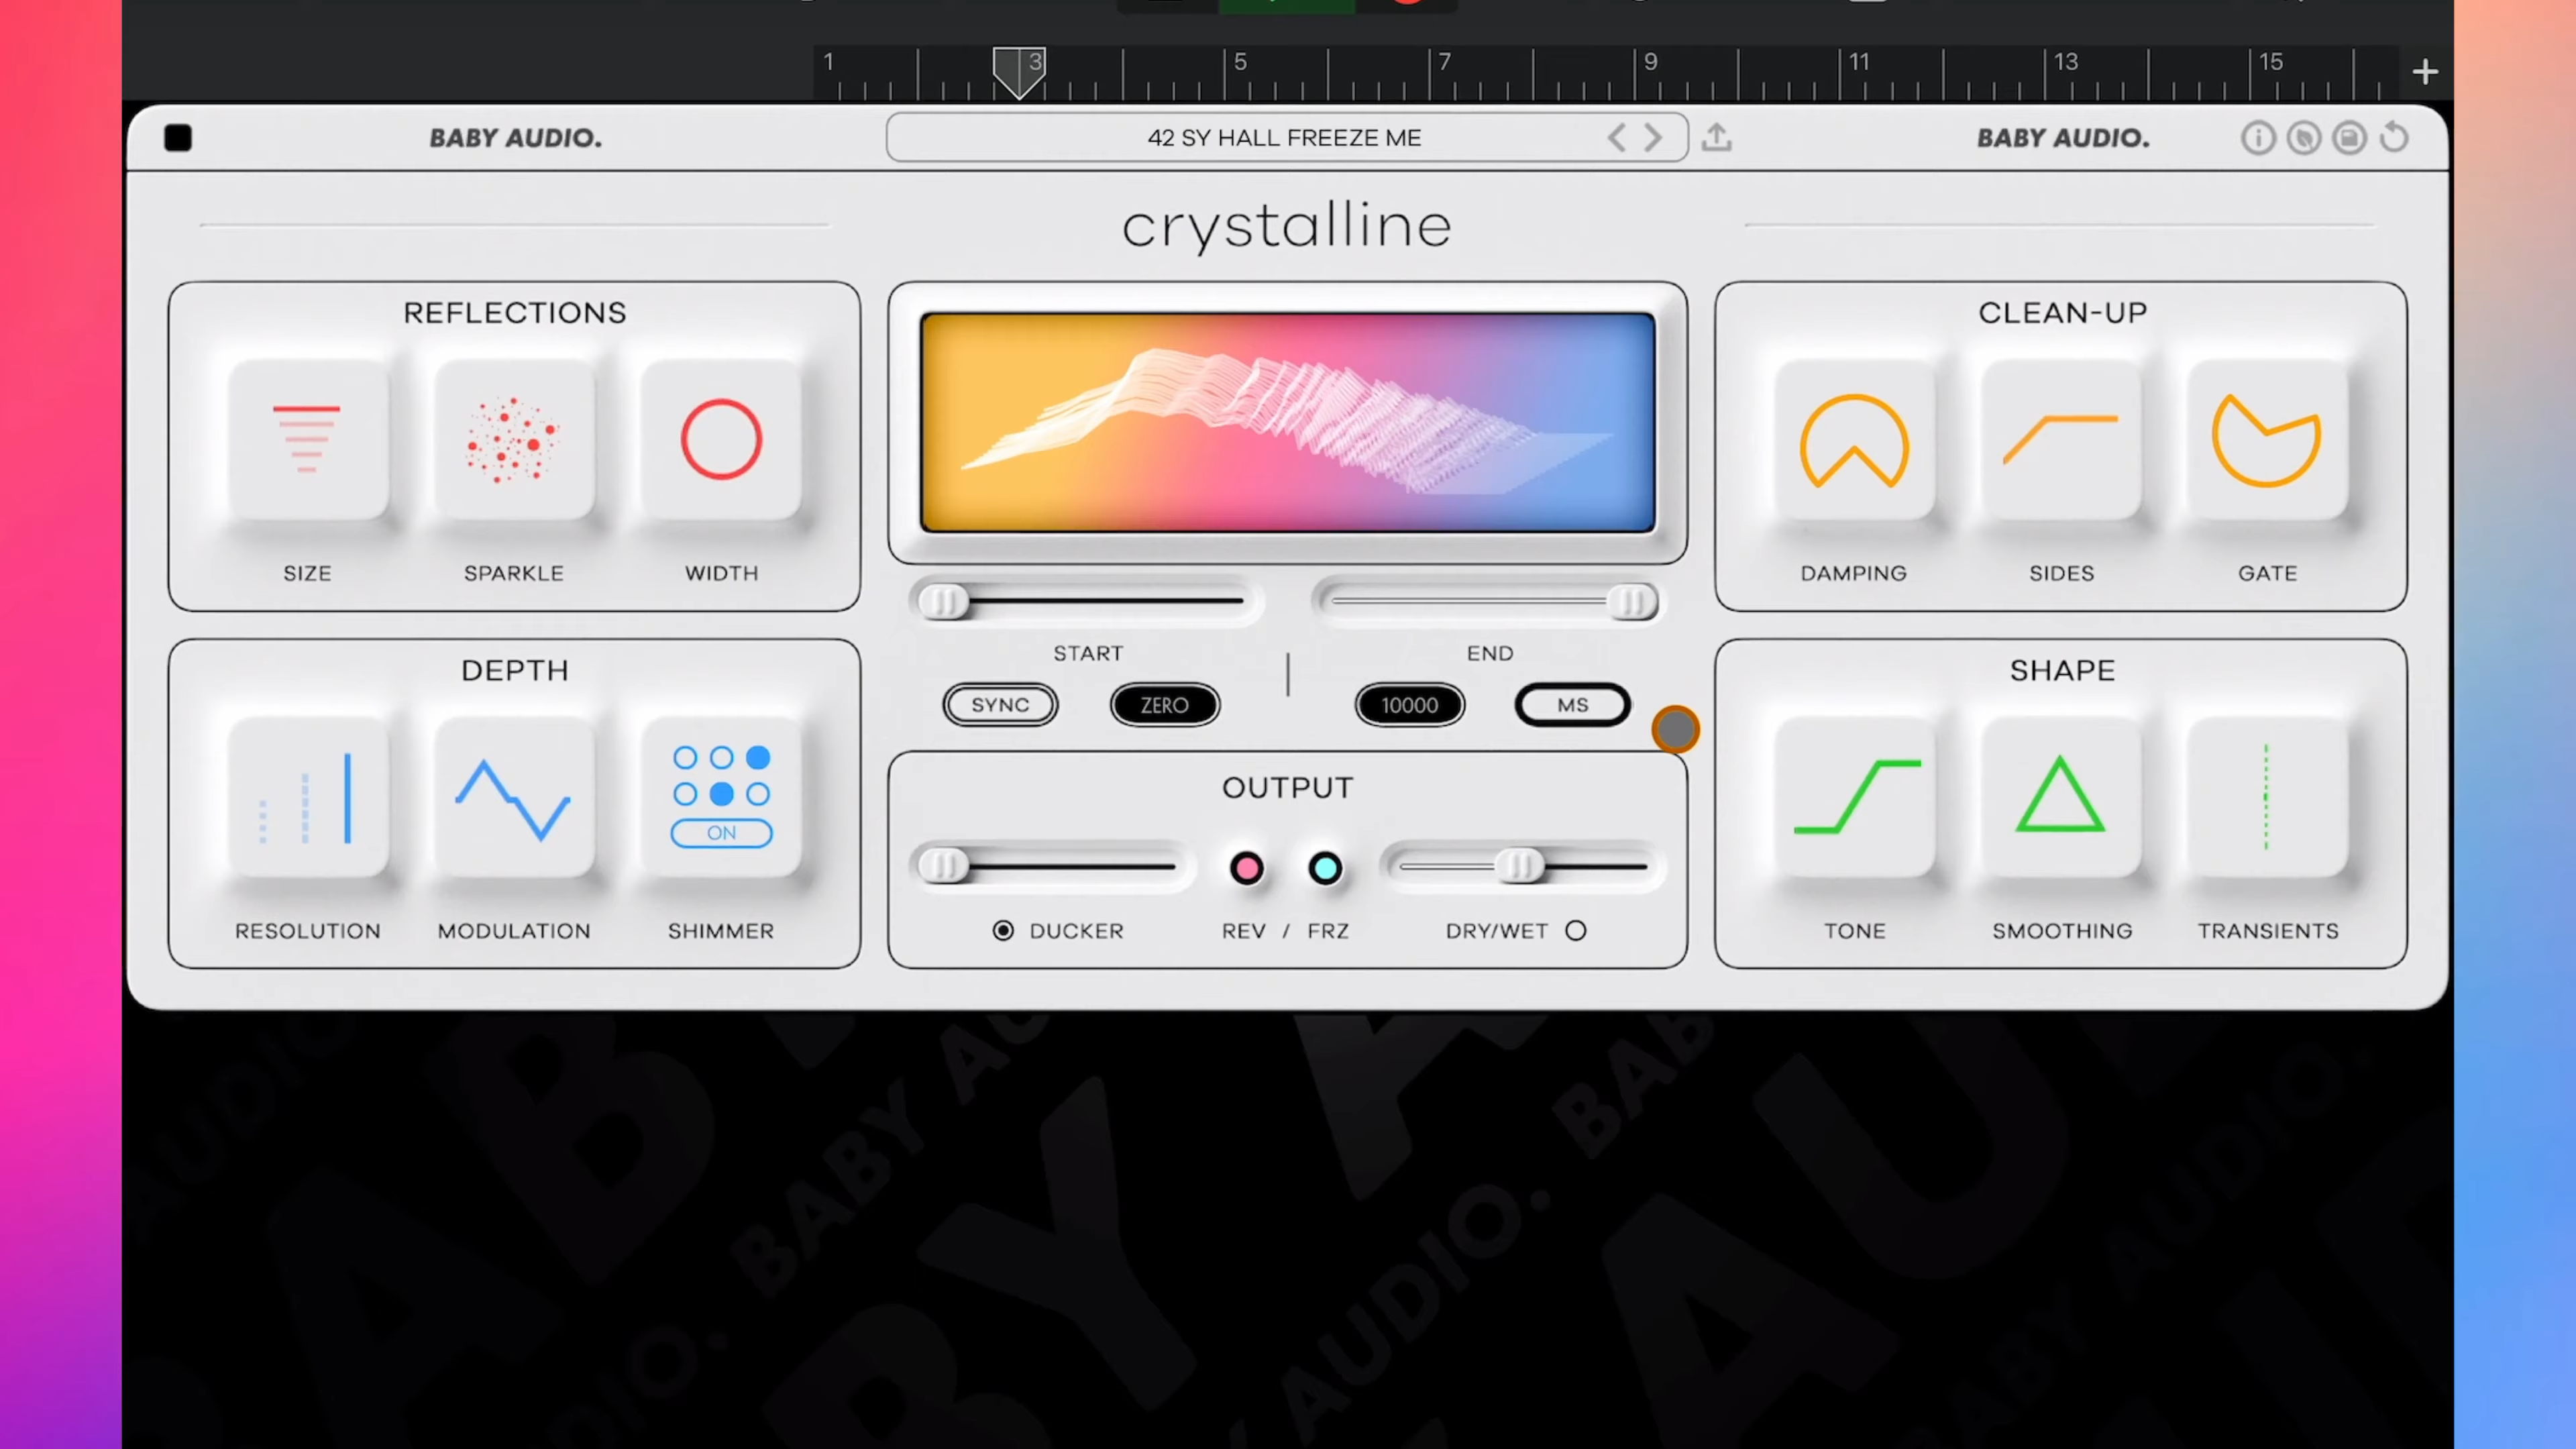 1 3 5 7 9 11 13 15
BABY AUDIO.
42 SY HALL FREEZE ME
BABY AUDIO.
crystalline
REFLECTIONS
SIZE SPARKLE WIDTH
CLEAN-UP
DAMPING SIDES GATE
START
SYNC ZERO
END
10000 MS
DEPTH
ON
RESOLUTION MODULATION SHIMMER
OUTPUT
DUCKER REV / FRZ DRY/WET
SHAPE
TONE SMOOTHING TRANSIENTS
BABY AUDIO.